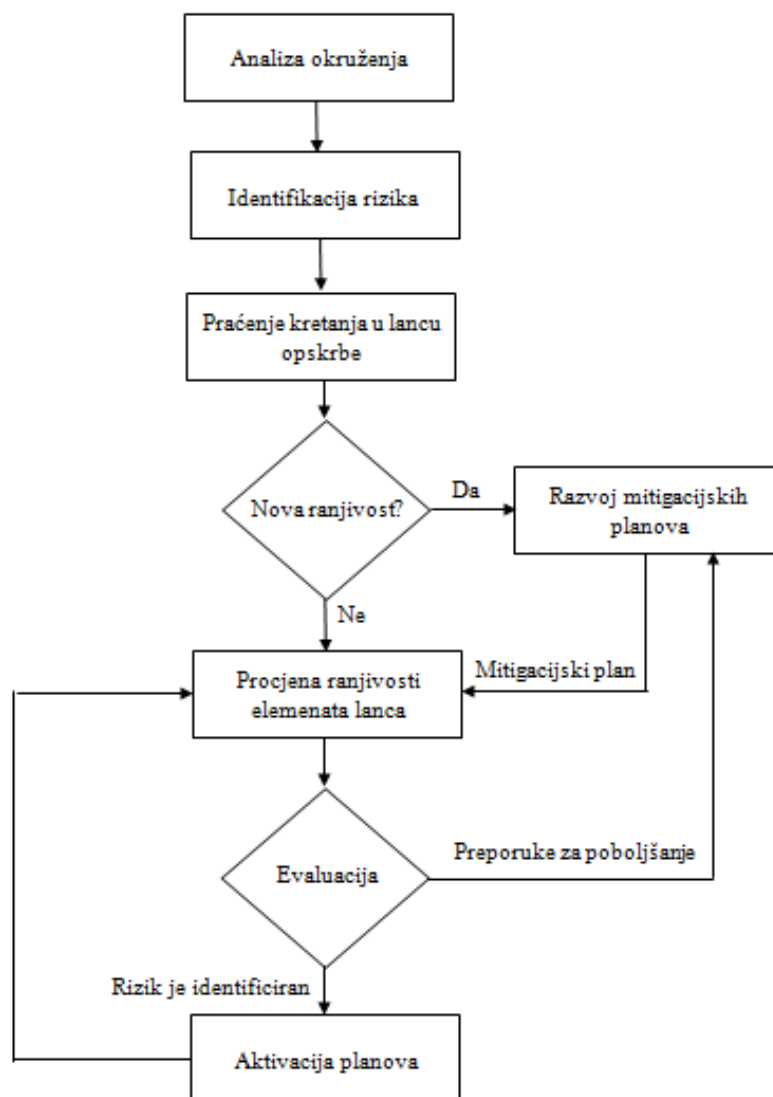 Analiza okruženja
Identifikacija rizika
Praćenje kretanja u lancu
opskrbe
Nova ranjivost?
Da
Razvoj mitigacijskih
planova
Ne
Mitigacijski plan
Procjena ranjivosti
elemenata lanca
Evaluacija
Preporuke za poboljšanje
Rizik je identificiran
Aktivacija planova